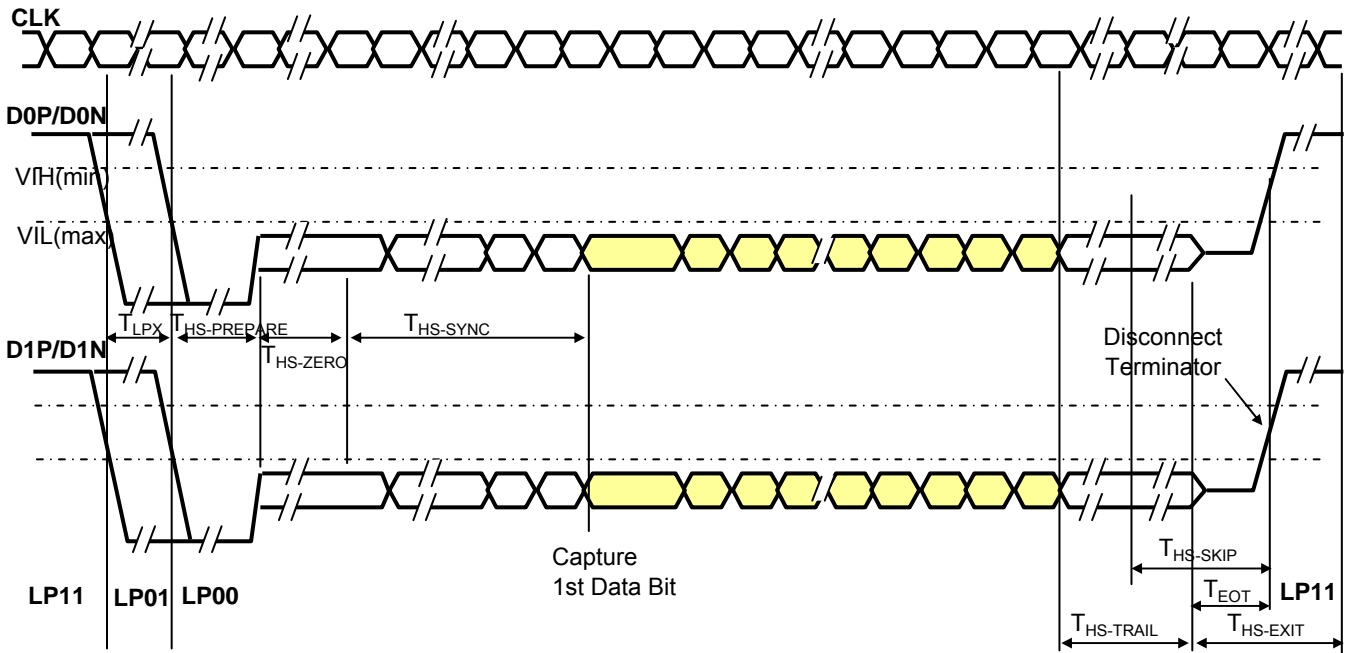 CLK
D0P/D0N
VIH(min)
VIL(max)
TLPX
THS-PREPARE
THS-SYNC
THS-ZERO
D1P/D1N
Disconnect
Terminator
Capture
1st Data Bit
THS-SKIP
LP11
LP01
LP00
TEOT
LP11
THS-TRAIL
THS-EXIT